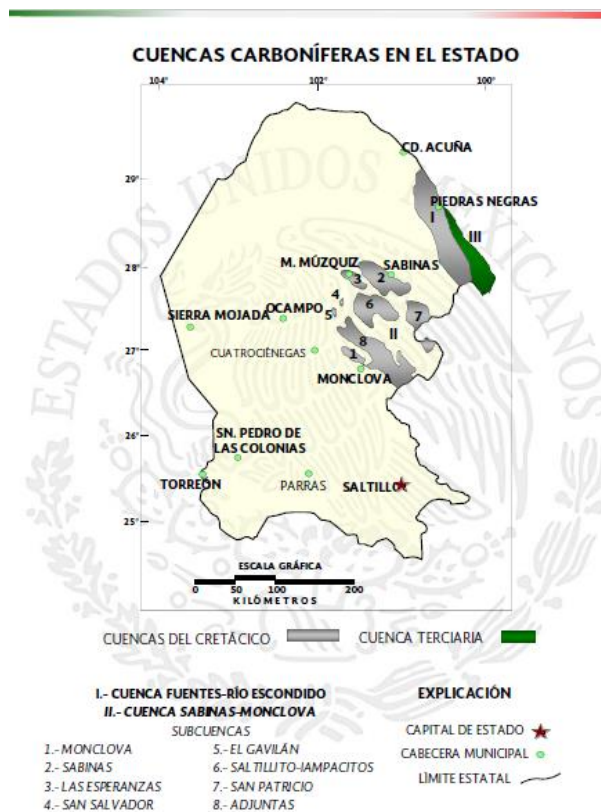 CUENCAS CARBONÍFERAS EN EL ESTADO
104°
102°
100°
CD. ACUÑA
29°
PIEDRAS NEGRAS
I
III
28°
M. MÚZQUIZ
SABINAS
3
2
4
OCAMPO
6
SIERRA MOJADA
5
7
II
8
27°
CUATROCIÉNEGAS
1
MONCLOVA
26°
SN. PEDRO DE
LAS COLONIAS
TORREÓN
PARRAS
SALTILLO
25°
ESCALA GRÁFICA
0 50 100 200
KILÓMETROS
CUENCAS DEL CRETÁCICO
CUENCA TERCIARIA
I.- CUENCA FUENTES-RÍO ESCONDIDO
II.- CUENCA SABINAS-MONCLOVA
SUBCUENCAS
1.- MONCLOVA
2.- SABINAS
3.- LAS ESPERANZAS
4.- SAN SALVADOR
5.- EL GAVILÁN
6.- SALTILLITO-lAMPACITOS
7.- SAN PATRICIO
8.- ADJUNTAS
EXPLICACIÓN
CAPITAL DE ESTADO
CABECERA MUNICIPAL
LÍMITE ESTATAL
ESTADOS UNIDOS MEXICANOS